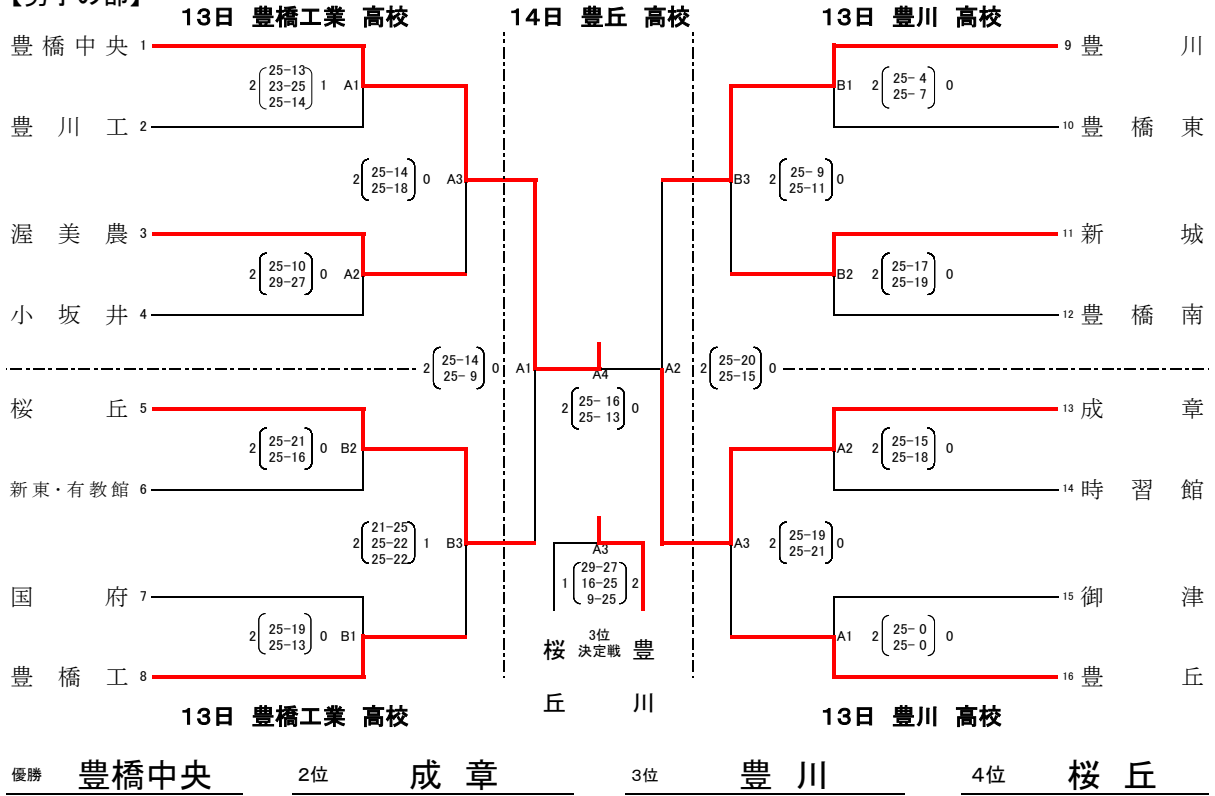 【男子の部】
13日 豊橋工業 高校
14日 豊丘 高校
13日 豊川 高校
豊橋中央 1
2 25-13 23-25 25-14 1 A1
豊川工 2
2 25-14 25-18 0 A3
渥美農 3
2 25-10 29-27 0 A2
小坂井 4
2 25-14 25- 9 0 A1
桜丘 5
2 25-21 25-16 0 B2
新東・有教館 6
2 21-25 25-22 25-22 1 B3
国府 7
2 25-19 25-13 0 B1
豊橋工 8
A4
2 25- 16 25- 13 0
A3
1 29-27 16-25 9-25 2
桜丘 3位決定戦 豊川
9 豊川
B1 2 25- 4 25- 7 0
10 豊橋東
B3 2 25- 9 25-11 0
11 新城
B2 2 25-17 25-19 0
12 豊橋南
A2 2 25-20 25-15 0
13 成章
A2 2 25-15 25-18 0
14 時習館
A3 2 25-19 25-21 0
15 御津
A1 2 25- 0 25- 0 0
16 豊丘
13日 豊橋工業 高校
13日 豊川 高校
優勝 豊橋中央
2位 成章
3位 豊川
4位 桜丘